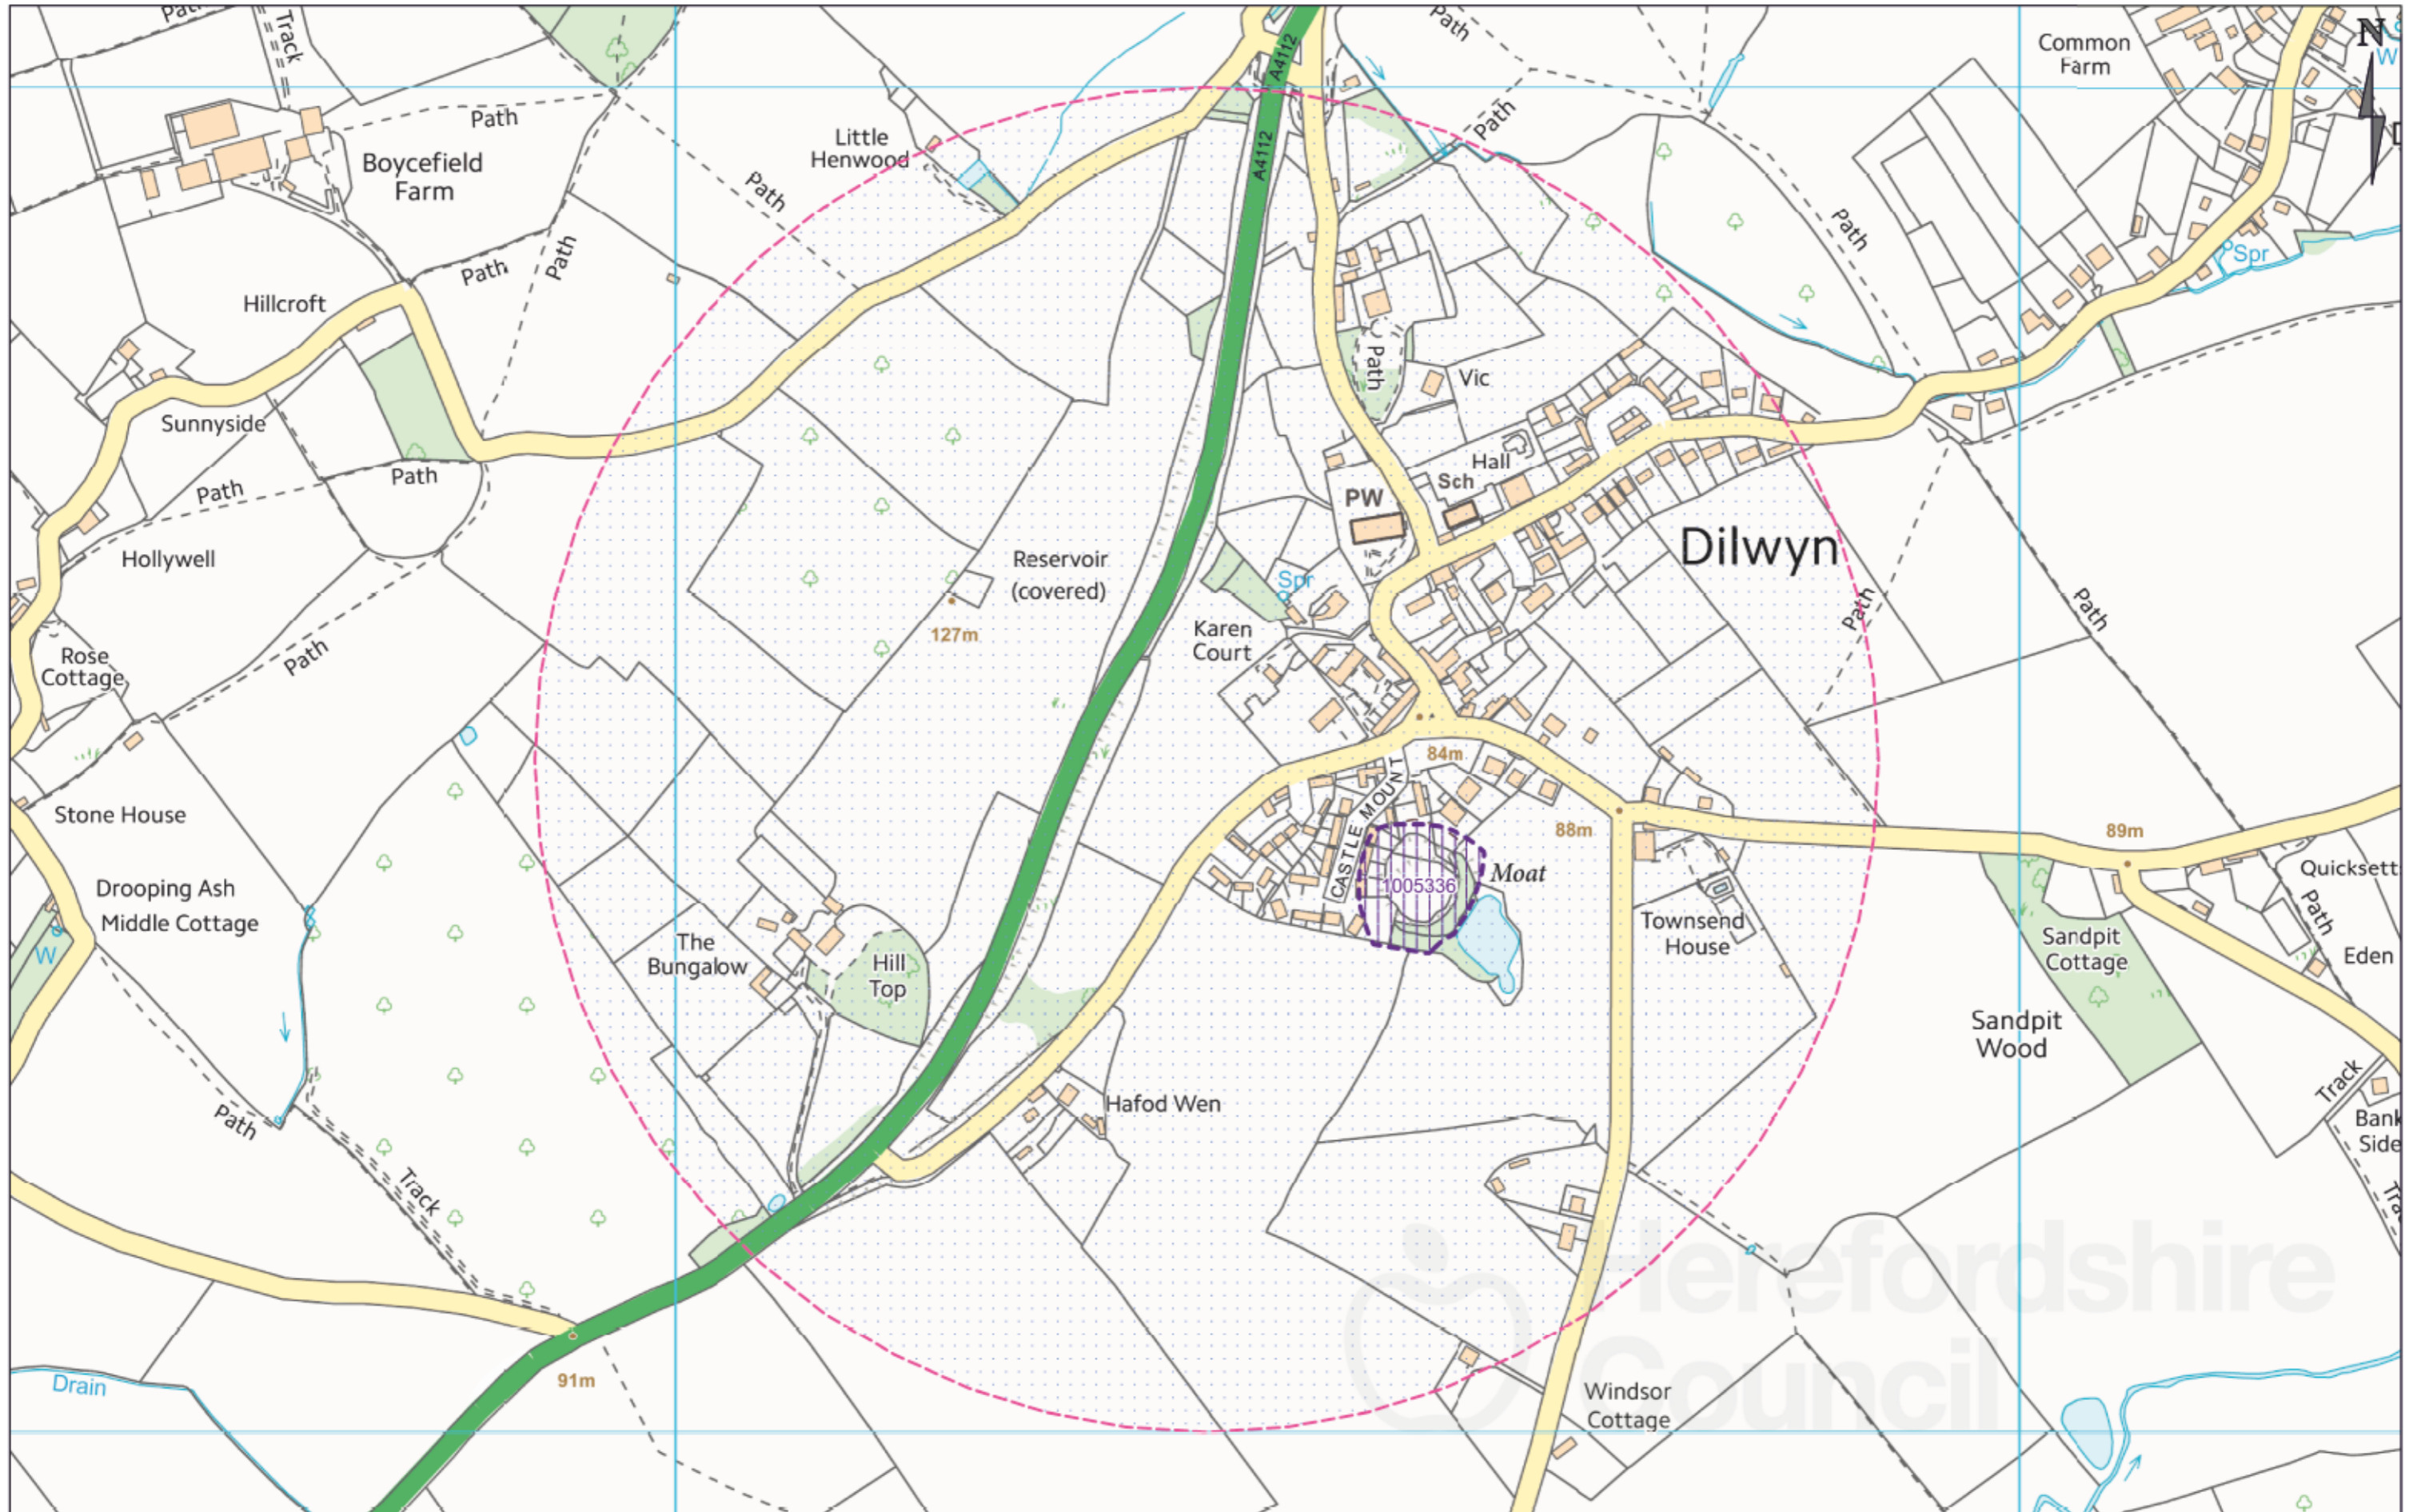 Path
Track
Path
A4112
N
W
Common
Farm
D
Path
Path
Little
Henwood
A4112
Boycefield
Farm
Path
Path
Path
Path
Spr
Hillcroft
Path
Vic
Sunnyside
Path
Path
Hall
Sch
PW
Dilwyn
Hollywell
Reservoir
(covered)
Spr
127m
Karen
Court
Path
Path
Rose
Cottage
Path
84m
CASTLE MOUNT
Stone House
88m
89m
Moat
1005336
Quicksett
Path
Drooping Ash
Middle Cottage
W
The
Bungalow
Hill
Top
Townsend
House
Sandpit
Cottage
Eden
Sandpit
Wood
Track
Hafod Wen
Path
Bank
Side
Track
Tra
Herefordshire
Council
91m
Drain
Windsor
Cottage